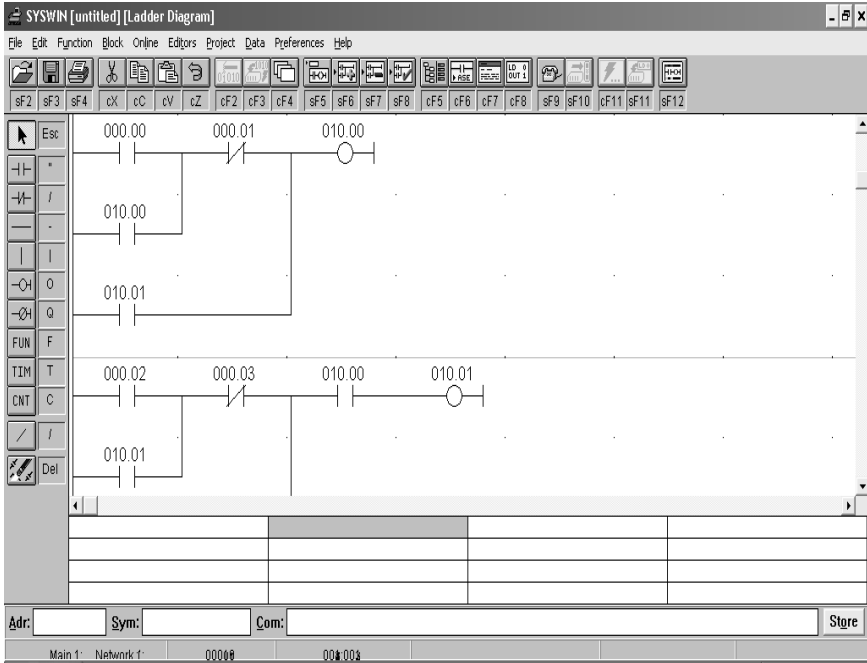 SYSWIN [untitled] [Ladder Diagram]
File Edit Function Block Online Editors Project Data Preferences Help
sF2 sF3 sF4 cX cC cV cZ cF2 cF3 cF4 sF5 sF6 sF7 sF8 cF5 cF6 cF7 cF8 sF9 sF10 cF11 sF11 sF12
Esc
"
/
-
|
O
Q
FUN F
TIM T
CNT C
/
Del
000.00 000.01 010.00
010.00
010.01
000.02 000.03 010.00 010.01
010.01
Adr: Sym: Com: Store
Main 1: Network 1: